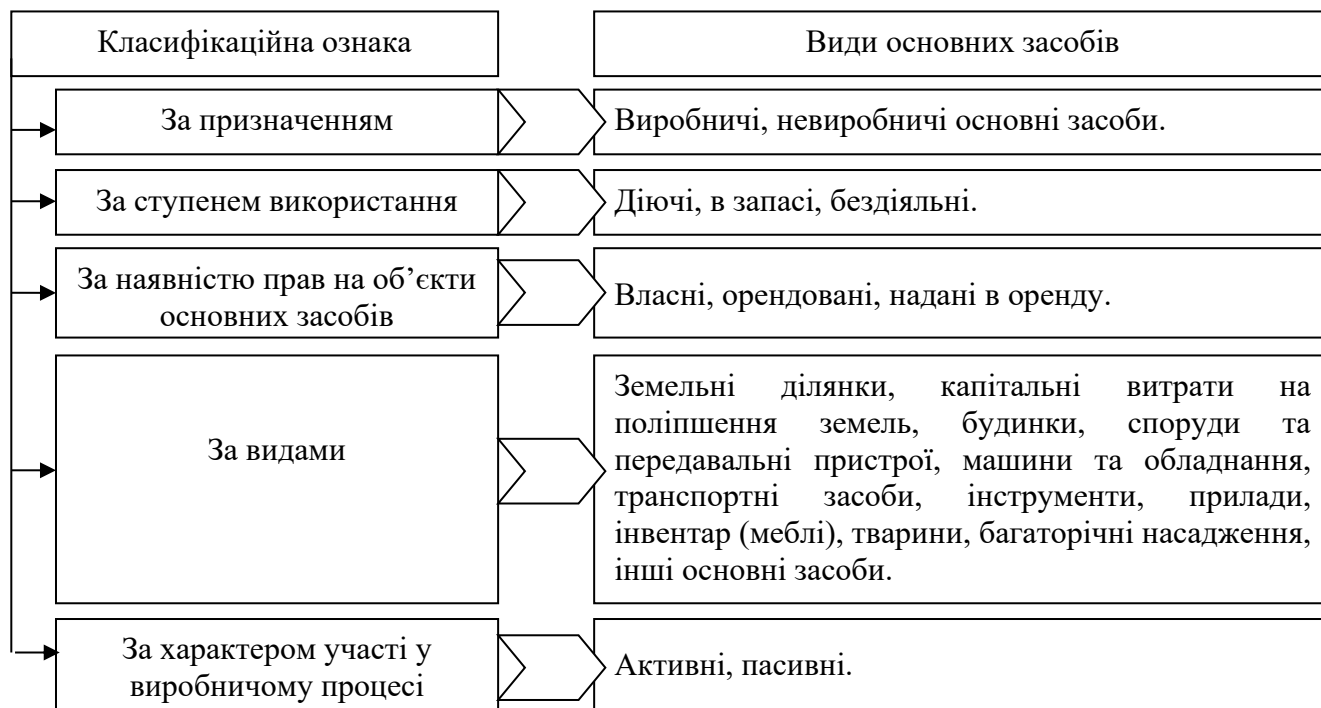 Класифікаційна ознака
Види основних засобів
За призначенням
Виробничі, невиробничі основні засоби.
За ступенем використання
Діючі, в запасі, бездіяльні.
За наявністю прав на об’єкти
основних засобів
Власні, орендовані, надані в оренду.
За видами
Земельні ділянки, капітальні витрати на
поліпшення земель, будинки, споруди та
передавальні пристрої, машини та обладнання,
транспортні засоби, інструменти, прилади,
інвентар (меблі), тварини, багаторічні насадження,
інші основні засоби.
За характером участі у
виробничому процесі
Активні, пасивні.